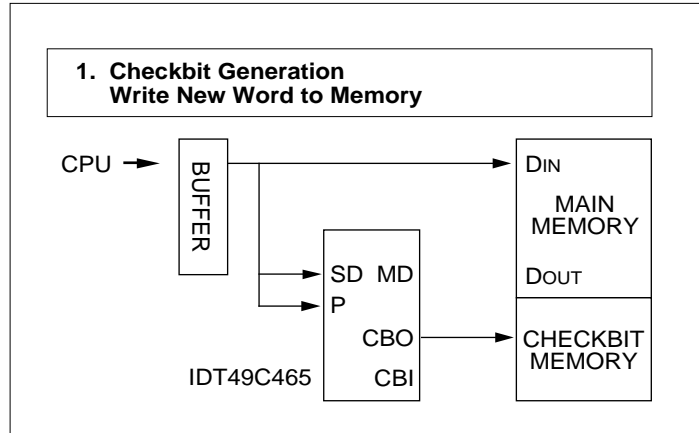 1. Checkbit Generation
Write New Word to Memory
CPU
BUFFER
DIN
MAIN
MEMORY
DOUT
SD MD
P
CBO
CBI
CHECKBIT
MEMORY
IDT49C465